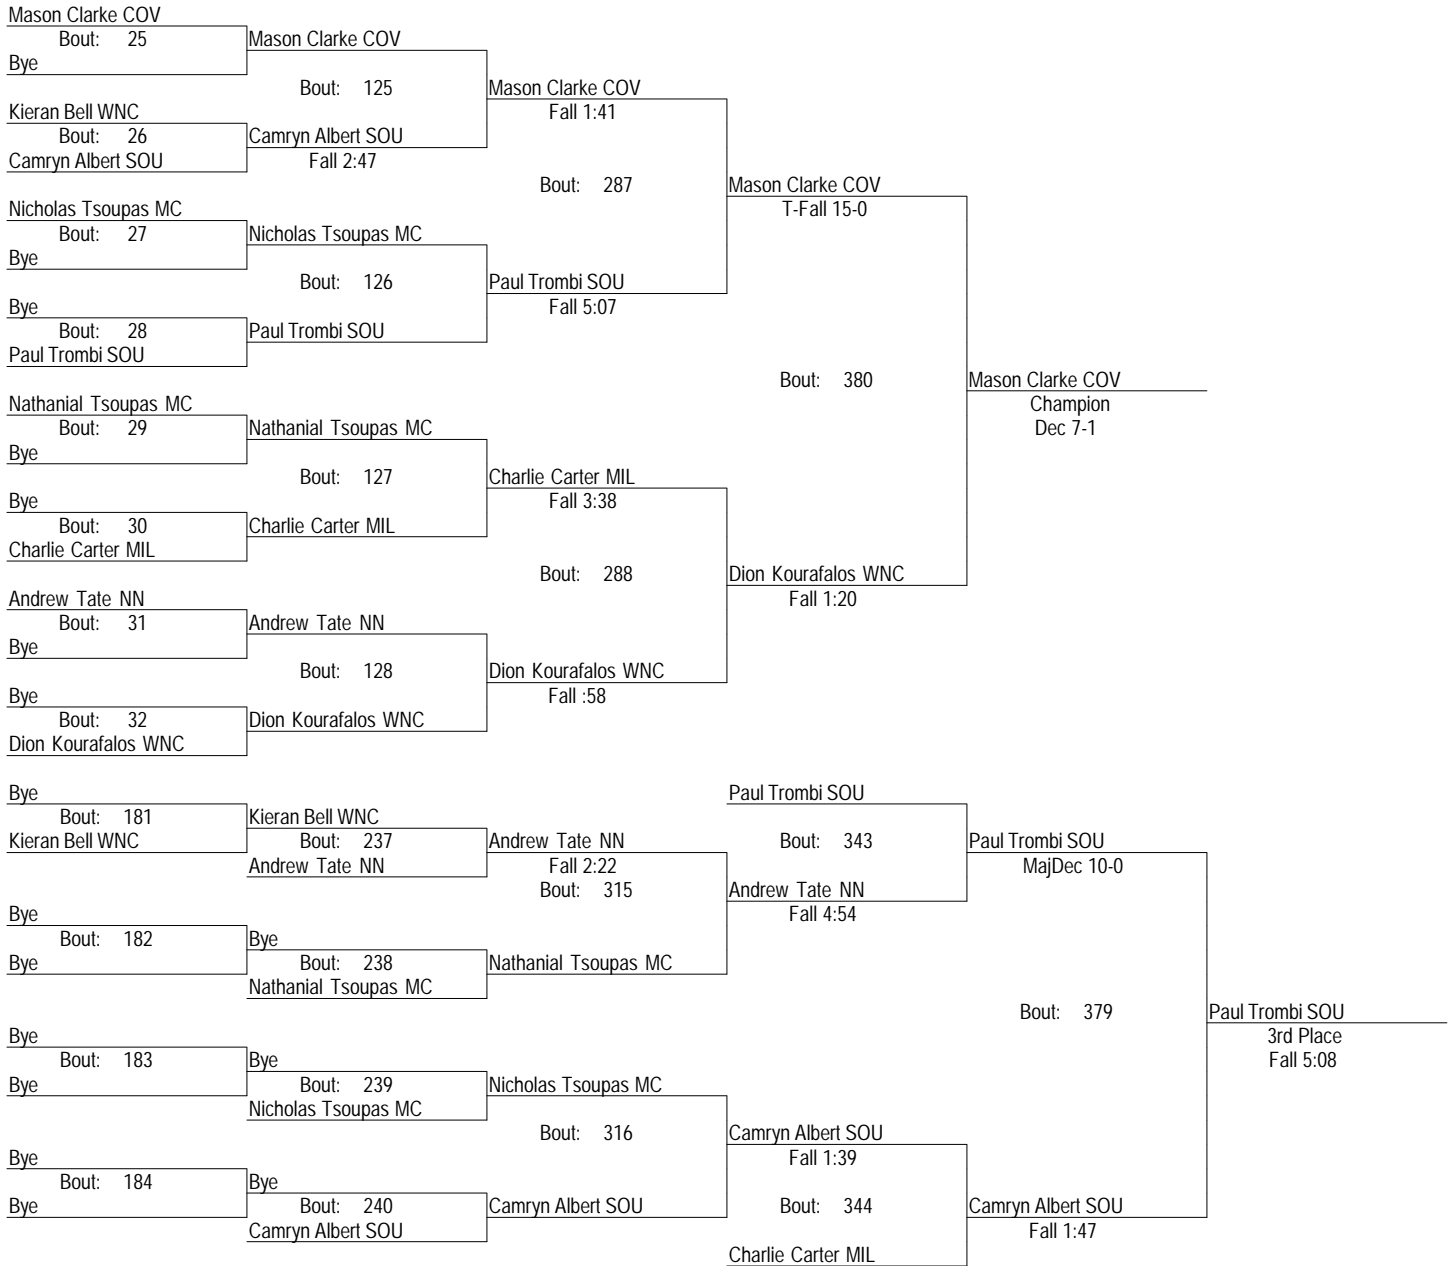 Mason Clarke COV
Bout: 25
Bye
Mason Clarke COV
Bout: 125
Kieran Bell WNC
Bout: 26
Camryn Albert SOU
Camryn Albert SOU
Fall 2:47
Mason Clarke COV
Fall 1:41
Bout: 287
Nicholas Tsoupas MC
Bout: 27
Bye
Nicholas Tsoupas MC
Bout: 126
Bye
Bout: 28
Paul Trombi SOU
Paul Trombi SOU
Paul Trombi SOU
Fall 5:07
Mason Clarke COV
T-Fall 15-0
Bout: 380
Nathanial Tsoupas MC
Bout: 29
Bye
Nathanial Tsoupas MC
Bout: 127
Bye
Bout: 30
Charlie Carter MIL
Charlie Carter MIL
Charlie Carter MIL
Fall 3:38
Bout: 288
Andrew Tate NN
Bout: 31
Bye
Andrew Tate NN
Bout: 128
Bye
Bout: 32
Dion Kourafalos WNC
Dion Kourafalos WNC
Dion Kourafalos WNC
Fall :58
Dion Kourafalos WNC
Fall 1:20
Mason Clarke COV
Champion
Dec 7-1
Bye
Bout: 181
Kieran Bell WNC
Kieran Bell WNC
Bout: 237
Andrew Tate NN
Andrew Tate NN
Fall 2:22
Bout: 315
Bye
Bout: 182
Bye
Bye
Bout: 238
Nathanial Tsoupas MC
Nathanial Tsoupas MC
Paul Trombi SOU
Bout: 343
Andrew Tate NN
Fall 4:54
Paul Trombi SOU
MajDec 10-0
Bout: 379
Bye
Bout: 183
Bye
Bye
Bout: 239
Nicholas Tsoupas MC
Nicholas Tsoupas MC
Bout: 316
Bye
Bout: 184
Bye
Bye
Bout: 240
Camryn Albert SOU
Camryn Albert SOU
Camryn Albert SOU
Fall 1:39
Bout: 344
Charlie Carter MIL
Camryn Albert SOU
Fall 1:47
Paul Trombi SOU
3rd Place
Fall 5:08